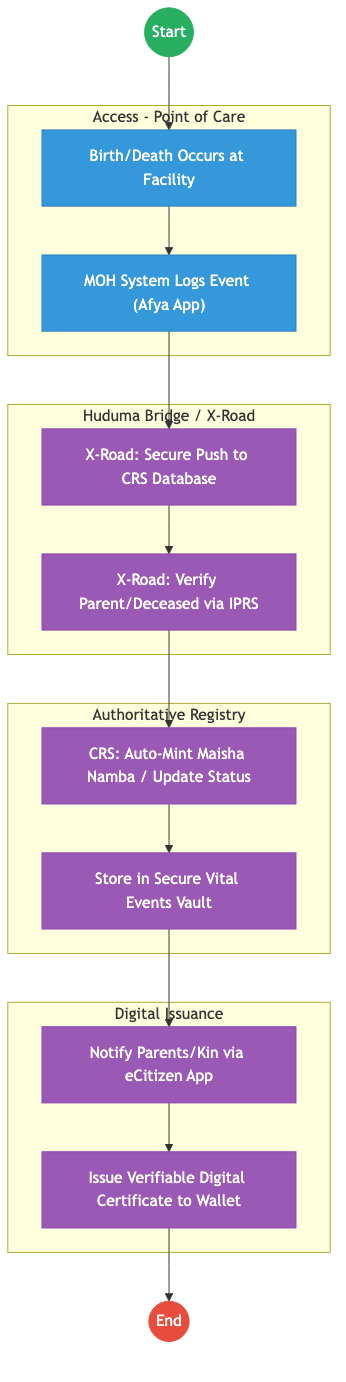 Start
Access - Point of Care
Birth/Death Occurs at
Facility
MOH System Logs Event
(Afya App)
Huduma Bridge / X-Road
X-Road: Secure Push to
CRS Database
X-Road: Verify
Parent/Deceased via IPRS
Authoritative Registry
CRS: Auto-Mint Maisha
Namba / Update Status
Store in Secure Vital
Events Vault
Digital Issuance
Notify Parents/Kin via
eCitizen App
Issue Verifiable Digital
Certificate to Wallet
End